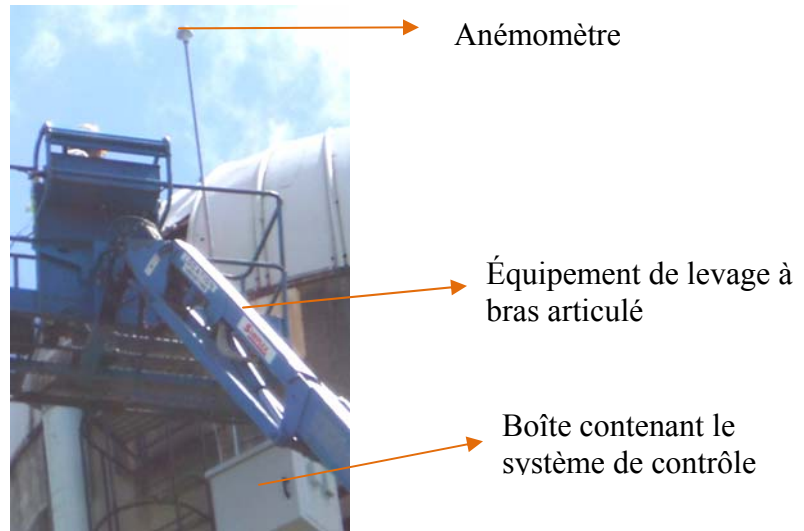 Anémomètre
Équipement de levage à
bras articulé
Boîte contenant le
système de contrôle